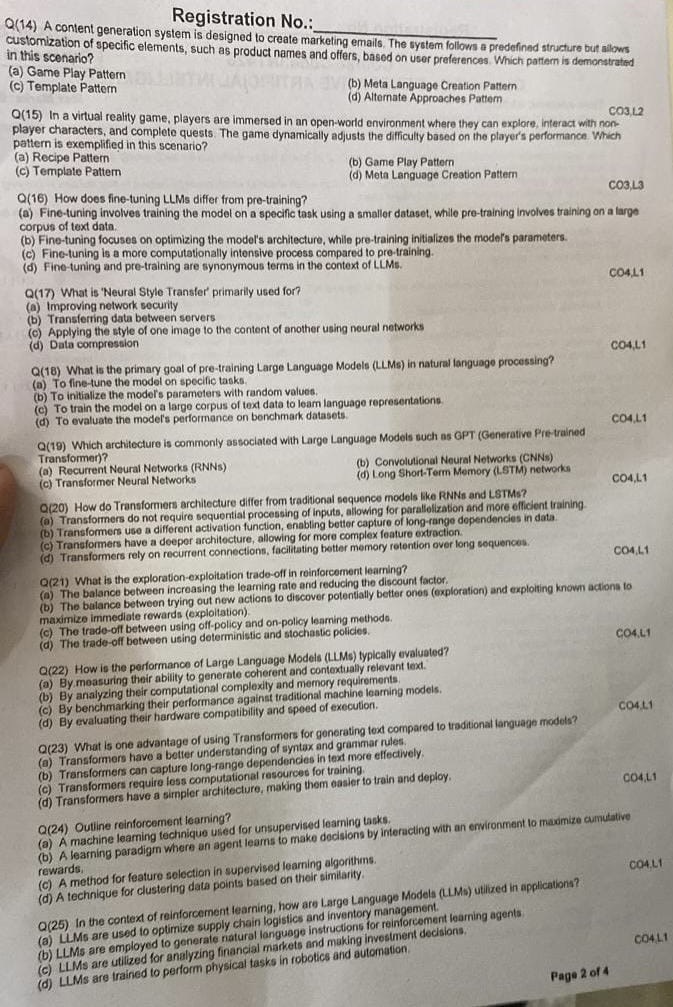 Registration No.:
Q(14) A content generation system is designed to create marketing emails. The system follows a predefined structure but allows
customization of specific elements, such as product names and offers, based on user preferences. Which pattern is demonstrated
in this scenario?
(a) Game Play Pattern (b) Meta Language Creation Pattern
(c) Template Pattern (d) Alternate Approaches Pattern
CO3,L2
Q(15) In a virtual reality game, players are immersed in an open-world environment where they can explore, interact with non-
player characters, and complete quests. The game dynamically adjusts the difficulty based on the player's performance. Which
pattern is exemplified in this scenario?
(a) Recipe Pattern (b) Game Play Pattern
(c) Template Pattern (d) Meta Language Creation Pattern
CO3,L3
Q(16) How does fine-tuning LLMs differ from pre-training?
(a) Fine-tuning involves training the model on a specific task using a smaller dataset, while pre-training involves training on a large
corpus of text data.
(b) Fine-tuning focuses on optimizing the model's architecture, while pre-training initializes the model's parameters.
(c) Fine-tuning is a more computationally intensive process compared to pre-training.
(d) Fine-tuning and pre-training are synonymous terms in the context of LLMs.
CO4,L1
Q(17) What is 'Neural Style Transfer' primarily used for?
(a) Improving network security
(b) Transferring data between servers
(c) Applying the style of one image to the content of another using neural networks
(d) Data compression
CO4,L1
Q(18) What is the primary goal of pre-training Large Language Models (LLMs) in natural language processing?
(a) To fine-tune the model on specific tasks.
(b) To initialize the model's parameters with random values.
(c) To train the model on a large corpus of text data to learn language representations.
(d) To evaluate the model's performance on benchmark datasets.
CO4,L1
Q(19) Which architecture is commonly associated with Large Language Models such as GPT (Generative Pre-trained
Transformer)?
(a) Recurrent Neural Networks (RNNs) (b) Convolutional Neural Networks (CNNs)
(c) Transformer Neural Networks (d) Long Short-Term Memory (LSTM) networks
CO4,L1
Q(20) How do Transformers architecture differ from traditional sequence models like RNNs and LSTMs?
(a) Transformers do not require sequential processing of inputs, allowing for parallelization and more efficient training.
(b) Transformers use a different activation function, enabling better capture of long-range dependencies in data.
(c) Transformers have a deeper architecture, allowing for more complex feature extraction.
(d) Transformers rely on recurrent connections, facilitating better memory retention over long sequences.
CO4,L1
Q(21) What is the exploration-exploitation trade-off in reinforcement learning?
(a) The balance between increasing the learning rate and reducing the discount factor.
(b) The balance between trying out new actions to discover potentially better ones (exploration) and exploiting known actions to
maximize immediate rewards (exploitation).
(c) The trade-off between using off-policy and on-policy learning methods.
(d) The trade-off between using deterministic and stochastic policies.
CO4,L1
Q(22) How is the performance of Large Language Models (LLMs) typically evaluated?
(a) By measuring their ability to generate coherent and contextually relevant text.
(b) By analyzing their computational complexity and memory requirements.
(c) By benchmarking their performance against traditional machine learning models.
(d) By evaluating their hardware compatibility and speed of execution.
CO4,L1
Q(23) What is one advantage of using Transformers for generating text compared to traditional language models?
(a) Transformers have a better understanding of syntax and grammar rules.
(b) Transformers can capture long-range dependencies in text more effectively.
(c) Transformers require less computational resources for training.
(d) Transformers have a simpler architecture, making them easier to train and deploy.
CO4,L1
Q(24) Outline reinforcement learning?
(a) A machine learning technique used for unsupervised learning tasks.
(b) A learning paradigm where an agent learns to make decisions by interacting with an environment to maximize cumulative
rewards.
(c) A method for feature selection in supervised learning algorithms.
(d) A technique for clustering data points based on their similarity.
CO4,L1
Q(25) In the context of reinforcement learning, how are Large Language Models (LLMs) utilized in applications?
(a) LLMs are used to optimize supply chain logistics and inventory management.
(b) LLMs are employed to generate natural language instructions for reinforcement learning agents.
(c) LLMs are utilized for analyzing financial markets and making investment decisions.
(d) LLMs are trained to perform physical tasks in robotics and automation.
CO4,L1
Page 2 of 4